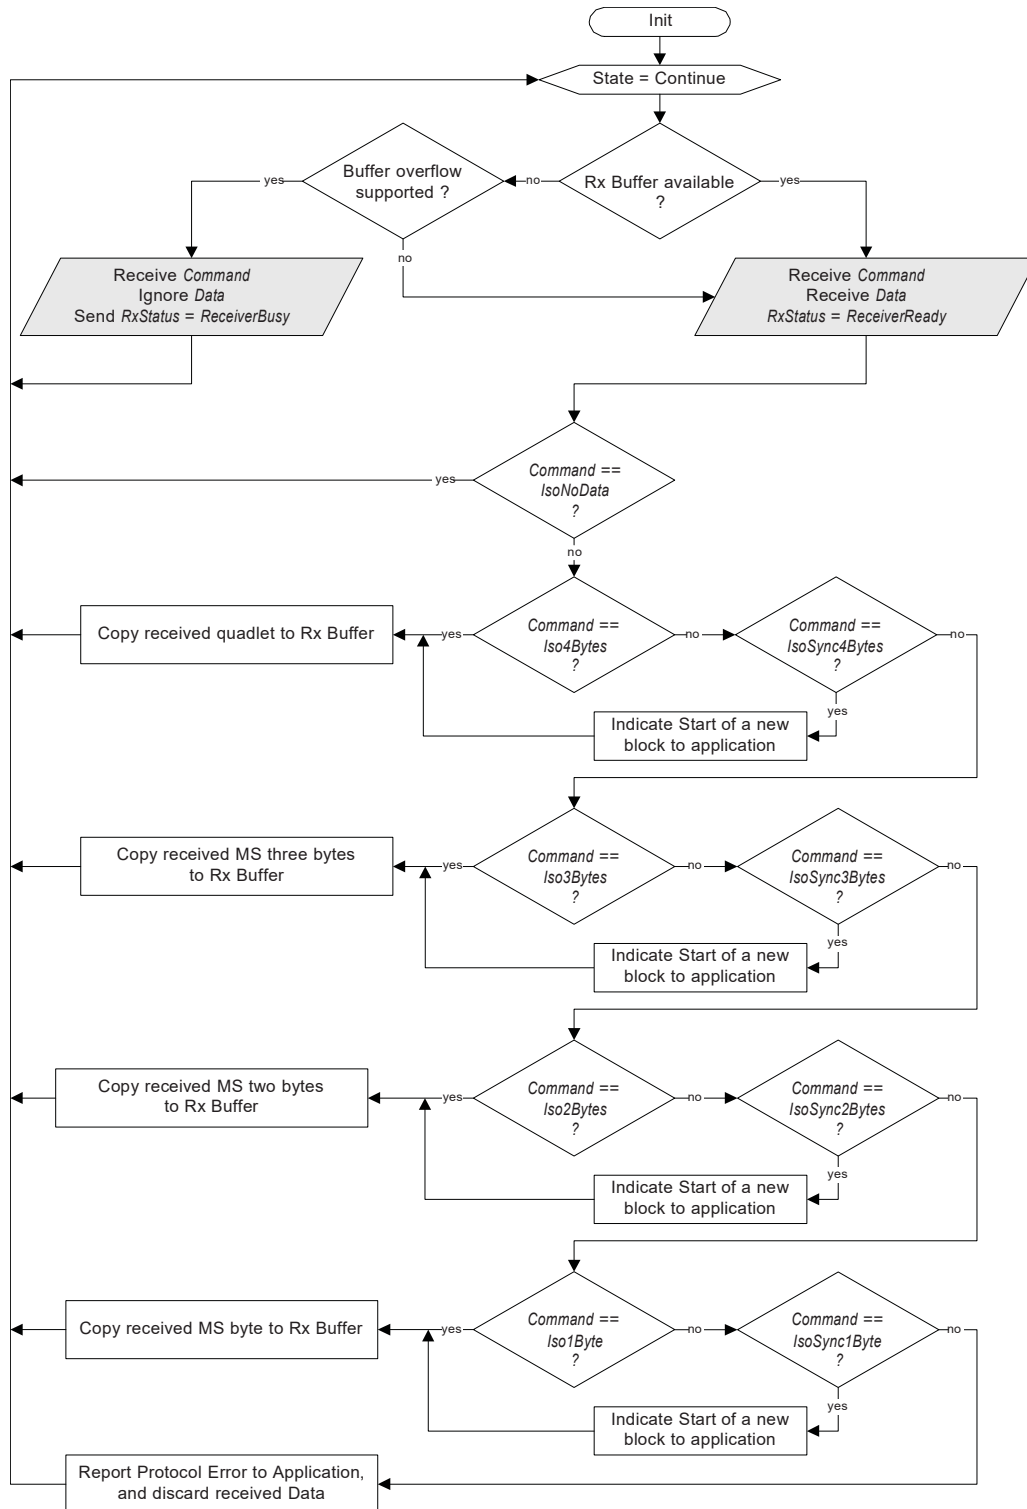 Init
State = Continue
Buffer overflow
supported ?
Rx Buffer available
?
yes
no
yes
no
Receive Command
Ignore Data
Send RxStatus = ReceiverBusy
Receive Command
Receive Data
RxStatus = ReceiverReady
Command ==
IsoNoData
?
yes
no
Copy received quadlet to Rx Buffer
yes
Command ==
Iso4Bytes
?
no
Command ==
IsoSync4Bytes
?
no
yes
Indicate Start of a new
block to application
Copy received MS three bytes
to Rx Buffer
yes
Command ==
Iso3Bytes
?
no
Command ==
IsoSync3Bytes
?
no
yes
Indicate Start of a new
block to application
Copy received MS two bytes
to Rx Buffer
yes
Command ==
Iso2Bytes
?
no
Command ==
IsoSync2Bytes
?
no
yes
Indicate Start of a new
block to application
Copy received MS byte to Rx Buffer
yes
Command ==
Iso1Byte
?
no
Command ==
IsoSync1Byte
?
no
yes
Indicate Start of a new
block to application
Report Protocol Error to Application,
and discard received Data